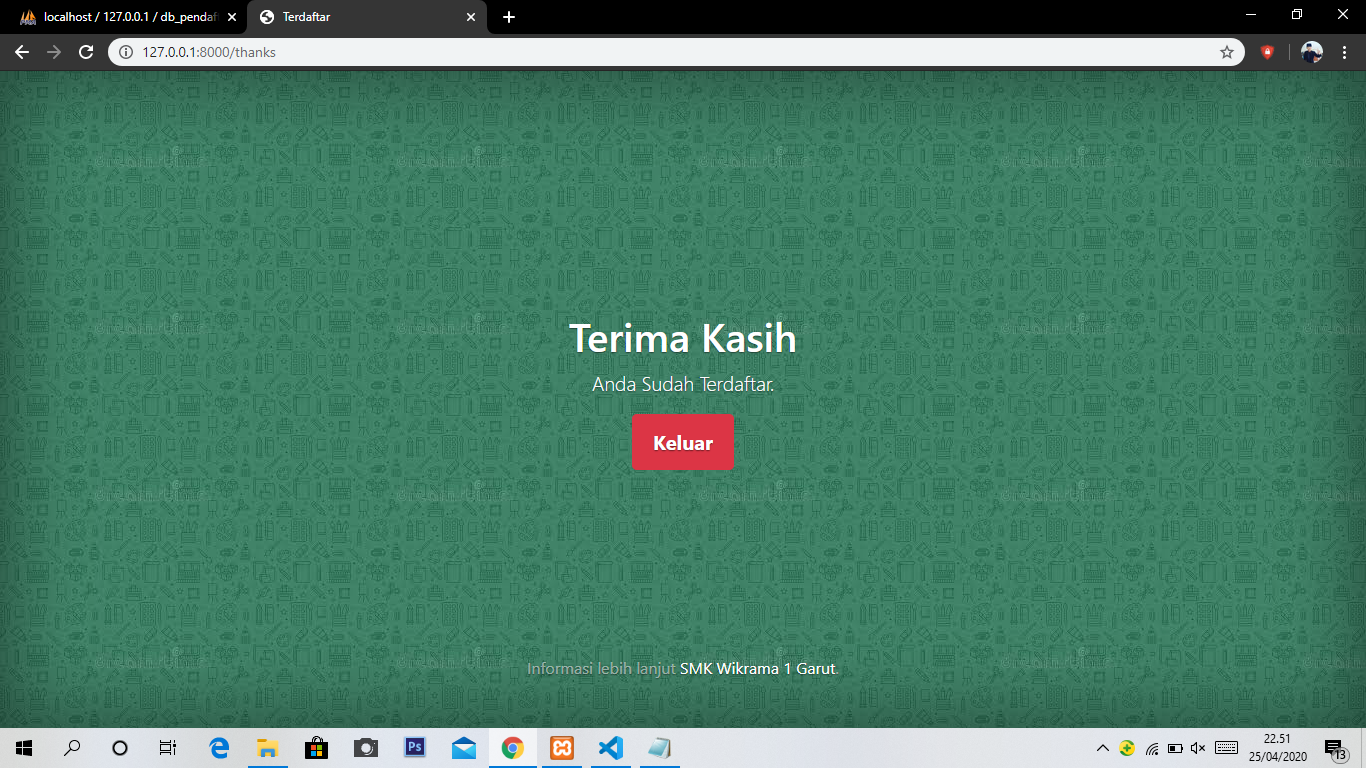 localhost / 127.0.0.1 / db_pendaf
Terdaftar
127.0.0.1:8000/thanks
Terima Kasih
Anda Sudah Terdaftar.
Keluar
Informasi lebih lanjut SMK Wikrama 1 Garut.
Ps
22.51
25/04/2020
13